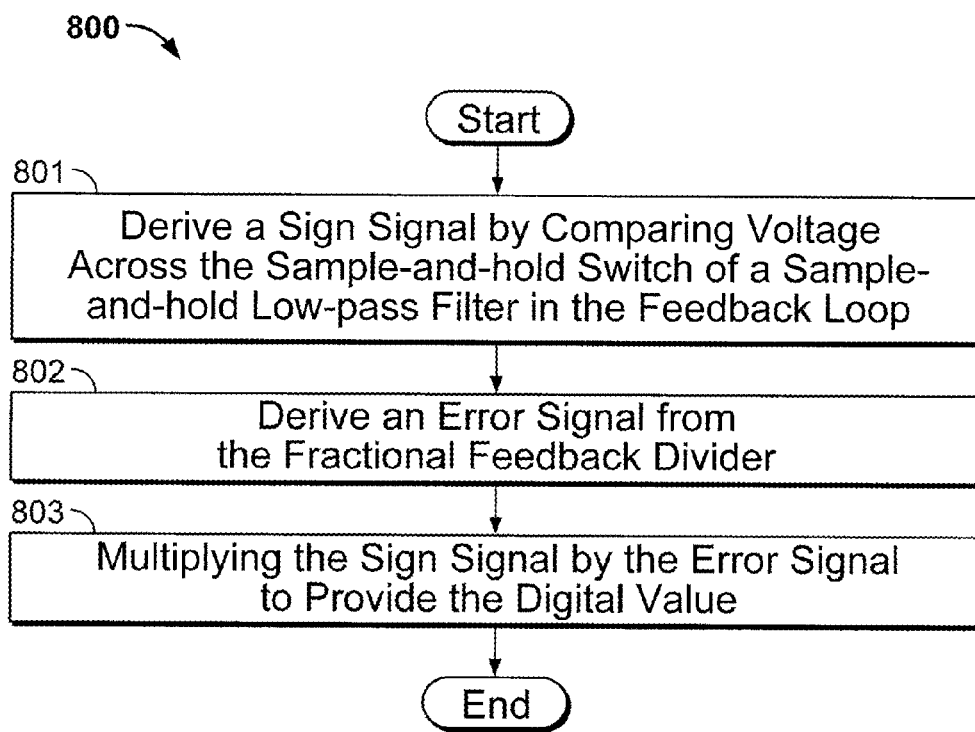 800
Start
801
Derive a Sign Signal by Comparing Voltage
Across the Sample-and-hold Switch of a Sample-
and-hold Low-pass Filter in the Feedback Loop
802
Derive an Error Signal from
the Fractional Feedback Divider
803
Multiplying the Sign Signal by the Error Signal
to Provide the Digital Value
End